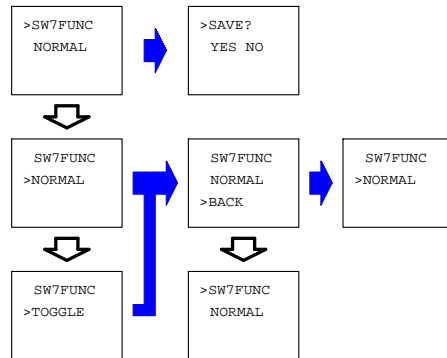 >SW7FUNC
NORMAL
>SAVE?
YES NO
SW7FUNC
>NORMAL
SW7FUNC
NORMAL
>BACK
SW7FUNC
>NORMAL
SW7FUNC
>TOGGLE
>SW7FUNC
NORMAL